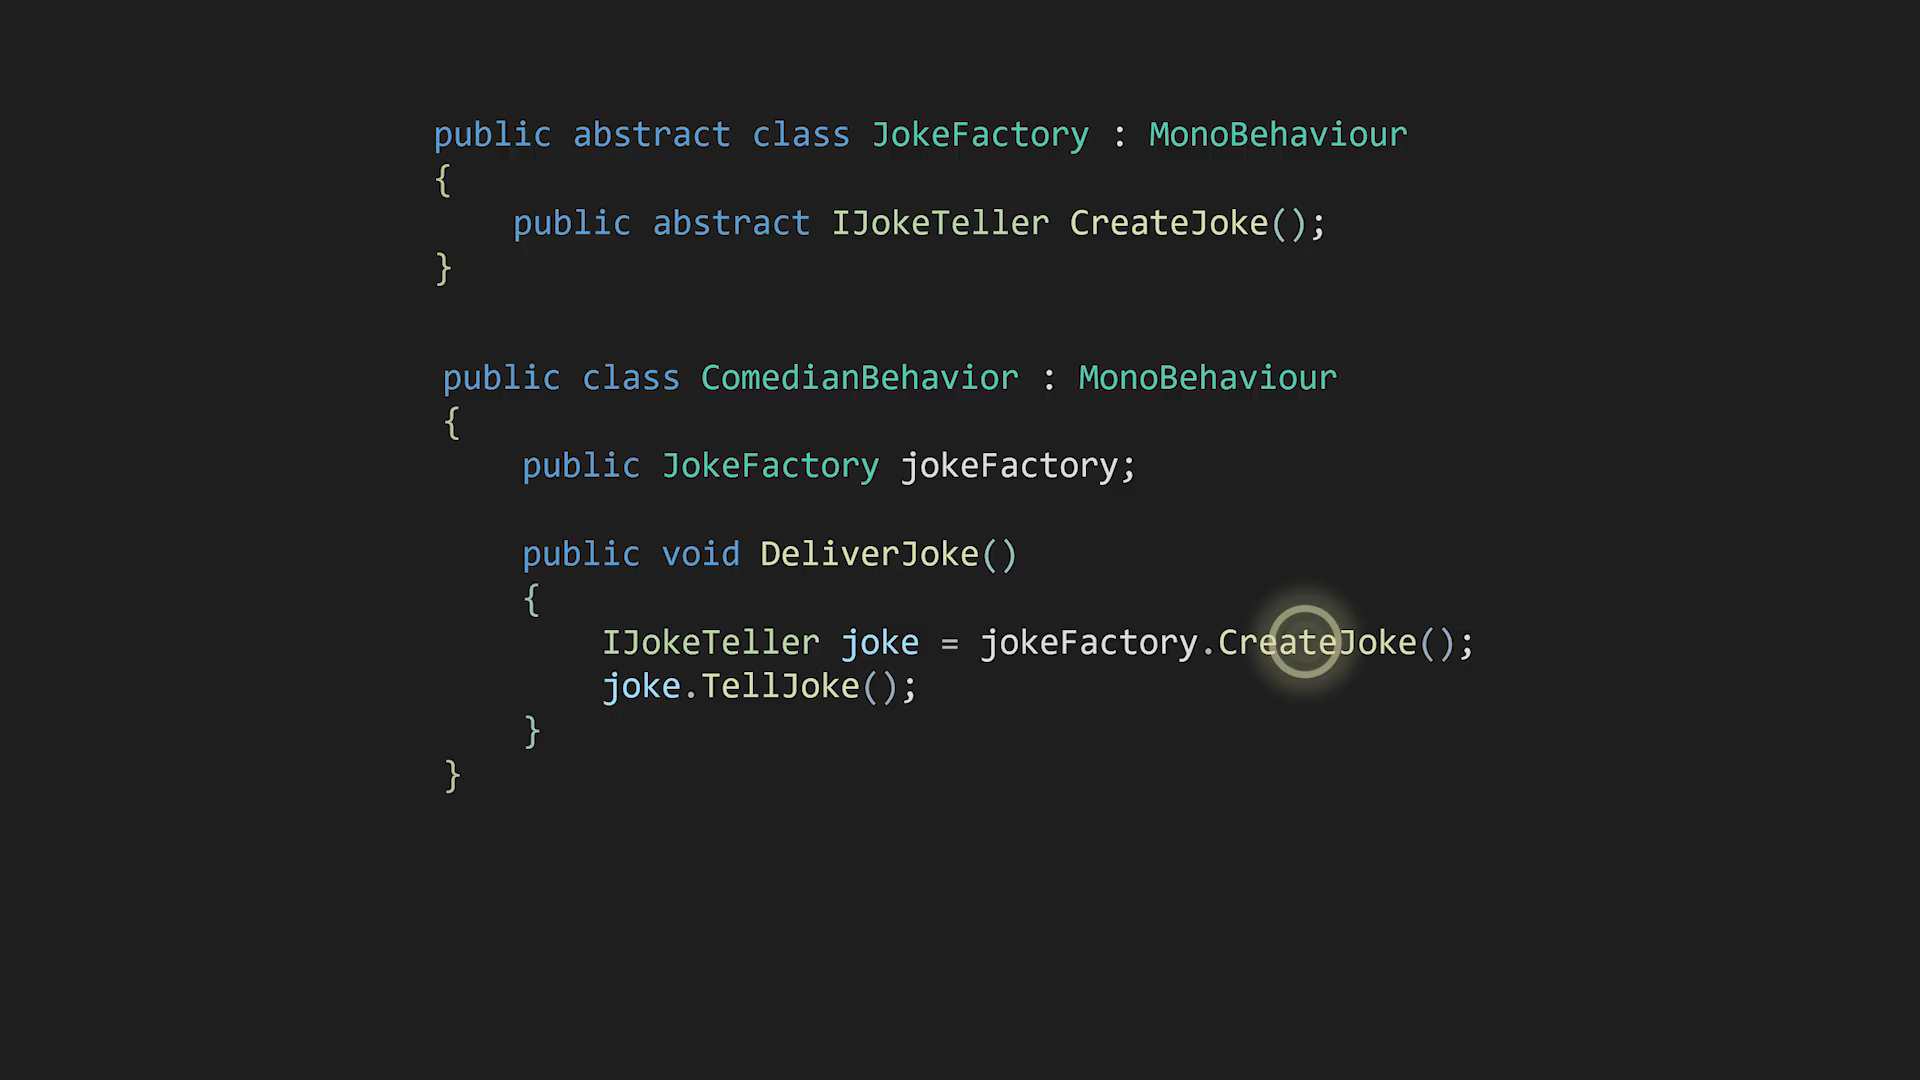 public abstract class JokeFactory : MonoBehaviour
{
    public abstract IJokeTeller CreateJoke();
}
public class ComedianBehavior : MonoBehaviour
{
    public JokeFactory jokeFactory;
    public void DeliverJoke()
    {
        IJokeTeller joke = jokeFactory.CreateJoke();
        joke.TellJoke();
    }
}